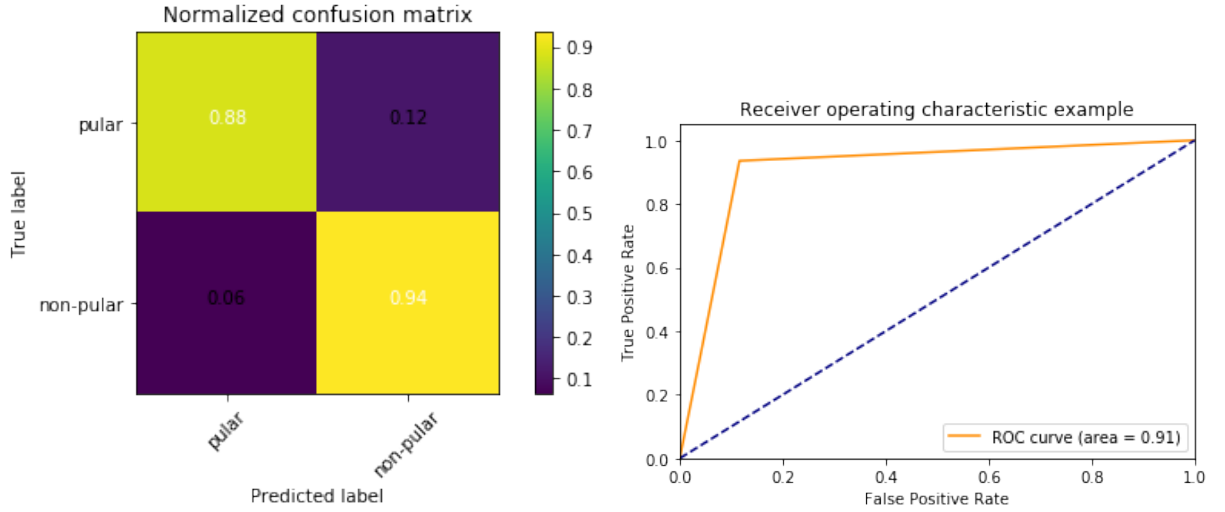 Normalized confusion matrix
True label
pular
non-pular
0.88
0.12
0.06
0.94
pular
non-pular
Predicted label
0.9
0.8
0.7
0.6
0.5
0.4
0.3
0.2
0.1
Receiver operating characteristic example
True Positive Rate
1.0
0.8
0.6
0.4
0.2
0.0
ROC curve (area = 0.91)
0.0
0.2
0.4
0.6
0.8
1.0
False Positive Rate